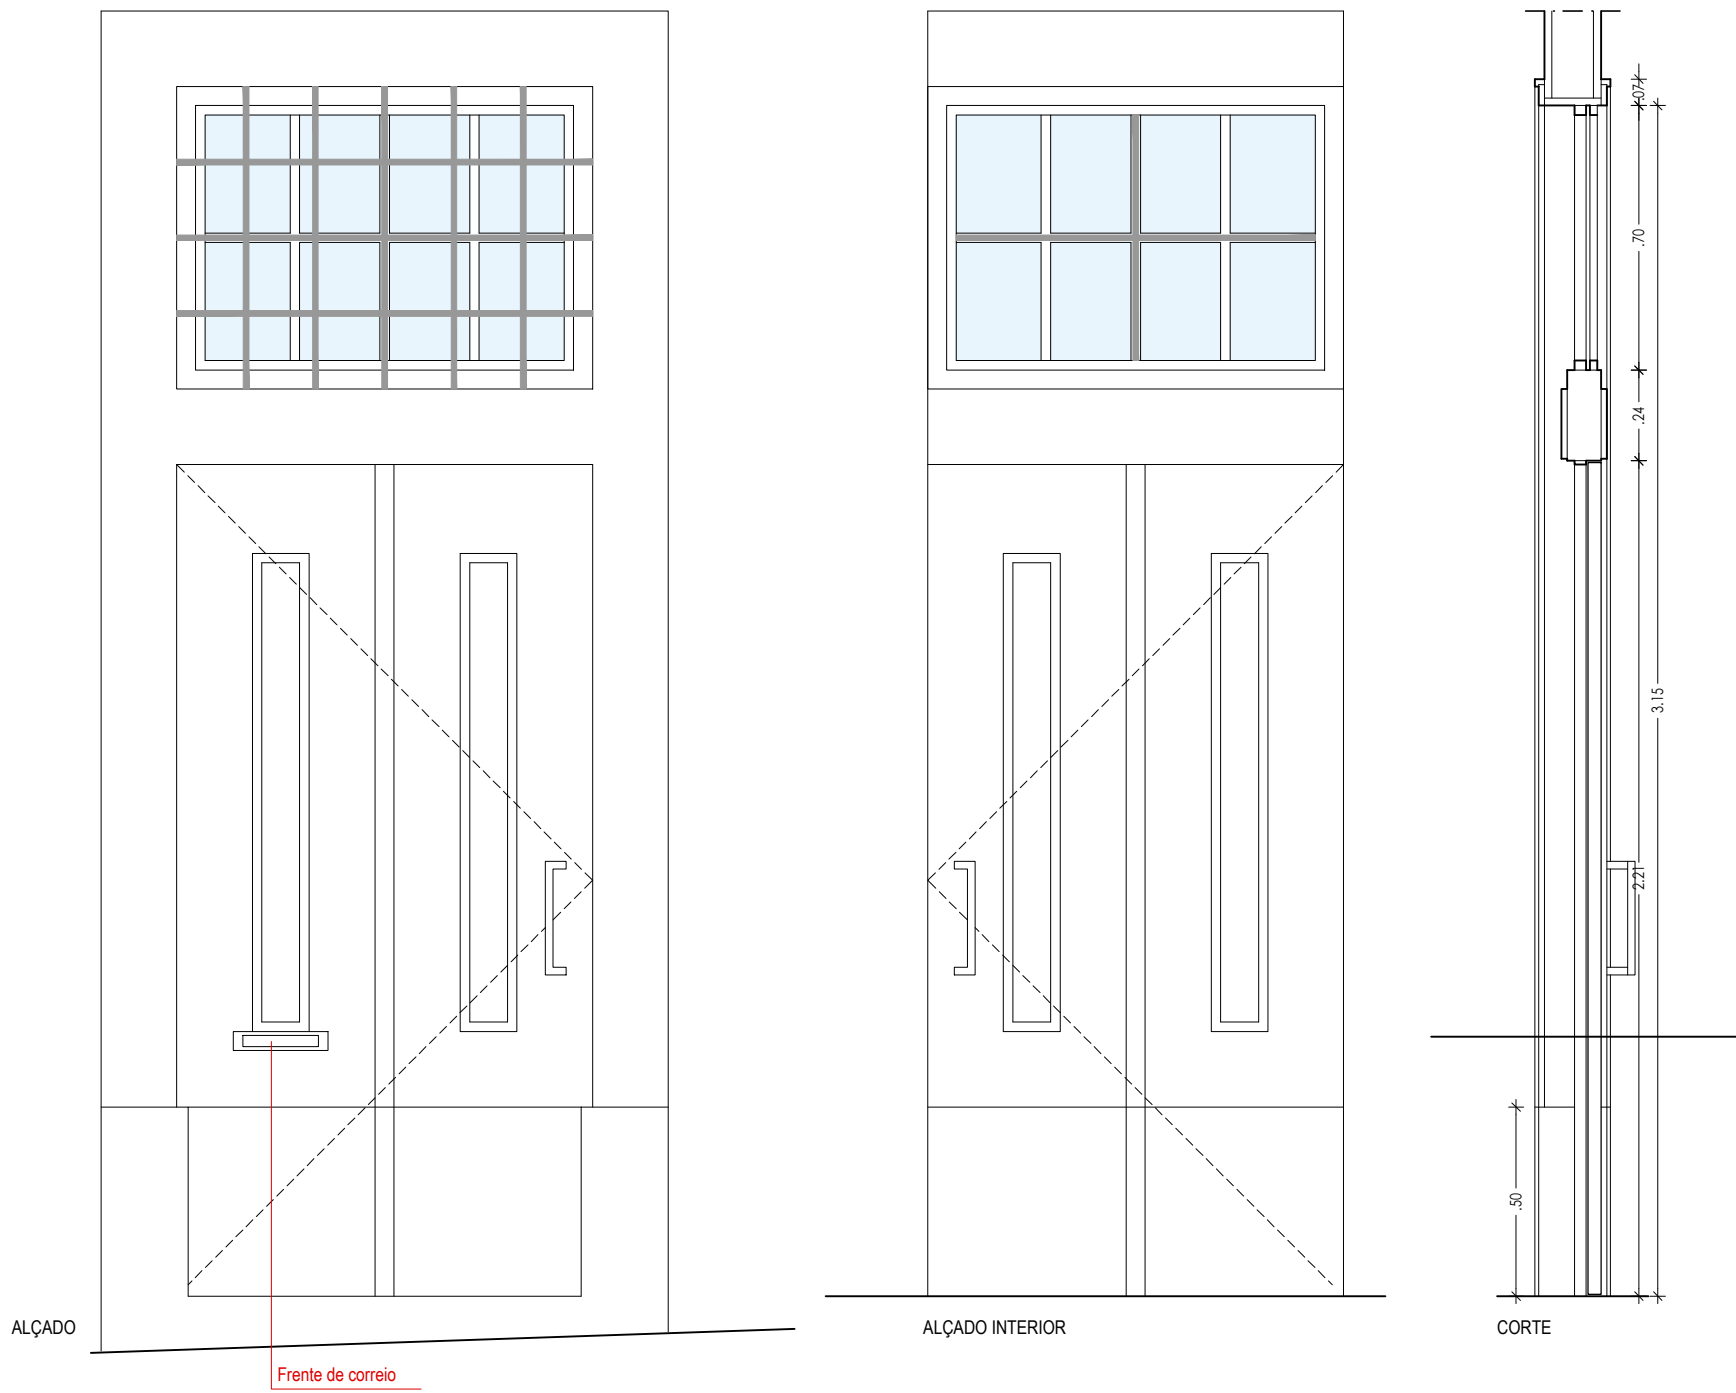 .07
.70
.24
3.15
2.21
.50
ALÇADO
ALÇADO INTERIOR
CORTE
Frente de correio